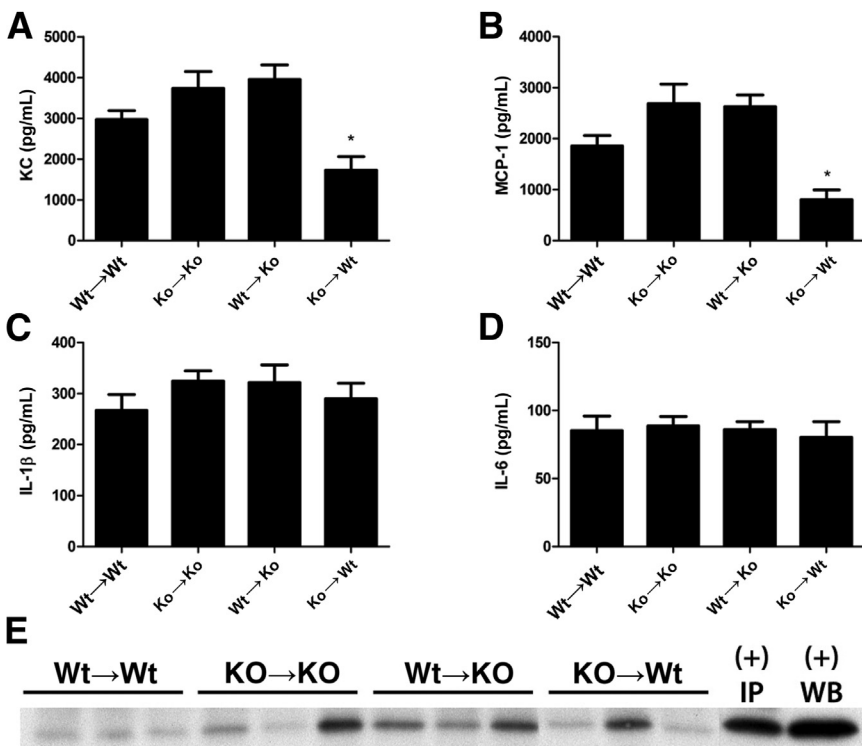 A
KC (pg/mL)
5000
4000
3000
2000
1000
0
*
Wt→Wt
Ko→Ko
Wt→Ko
Ko→Wt
B
MCP-1 (pg/mL)
4000
3000
2000
1000
0
*
Wt→Wt
Ko→Ko
Wt→Ko
Ko→Wt
C
IL-1β (pg/mL)
400
300
200
100
0
Wt→Wt
Ko→Ko
Wt→Ko
Ko→Wt
D
IL-6 (pg/mL)
150
100
50
0
Wt→Wt
Ko→Ko
Wt→Ko
Ko→Wt
E
Wt→Wt KO→KO Wt→KO KO→Wt (+) IP (+) WB